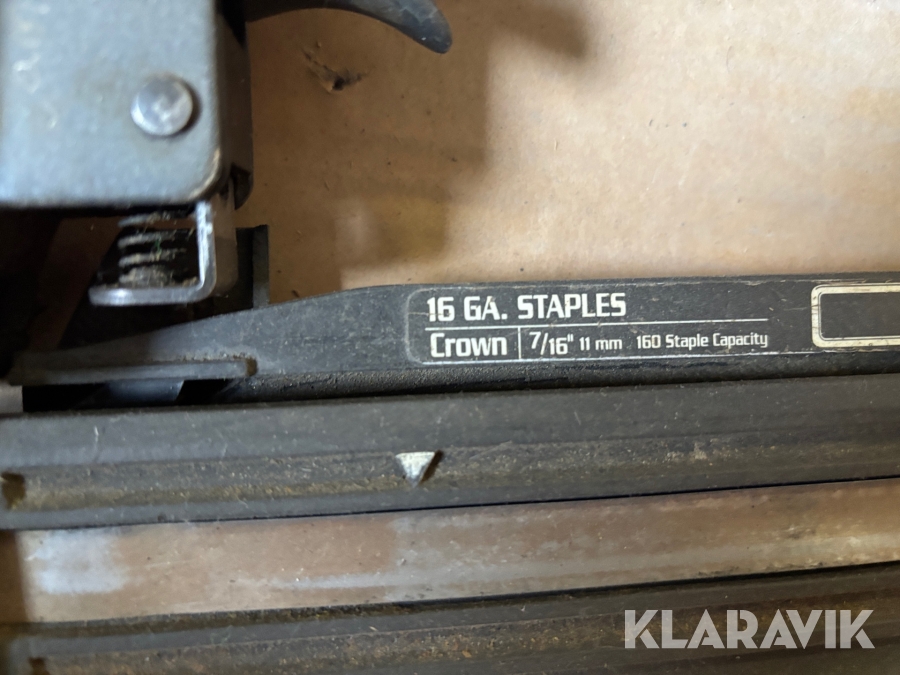 16 GA. STAPLES
Crown 7/16" 11 mm 160 Staple Capacity
KLARAVIK